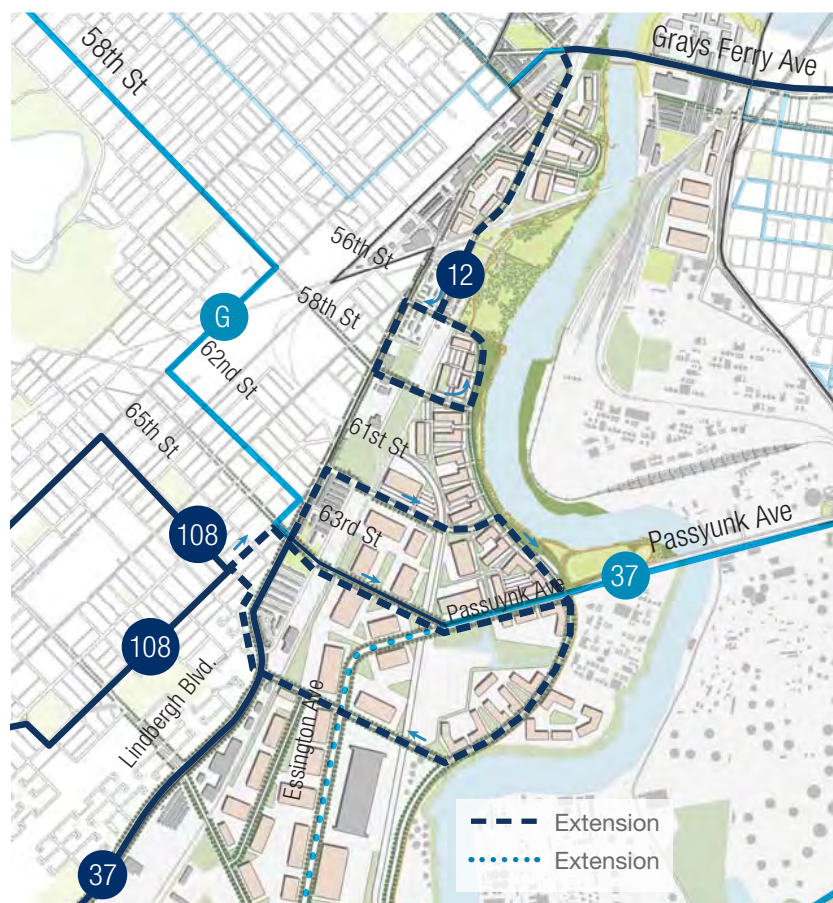 58th St
Grays Ferry Ave
56th St
12
G
58th St
62nd St
65th St
61st St
108
63rd St
Passyunk Ave
37
Passuynk Ave
108
Lindbergh Blvd.
Essington Ave
Extension
Extension
37